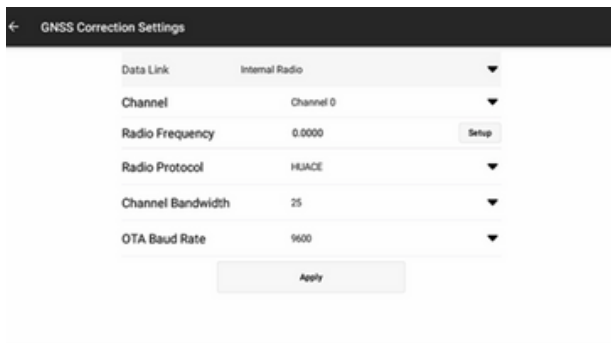 GNSS Correction Settings
Data Link Internal Radio
Channel Channel 0
Radio Frequency 0.0000 Setup
Radio Protocol HUACE
Channel Bandwidth 25
OTA Baud Rate 9600
Apply